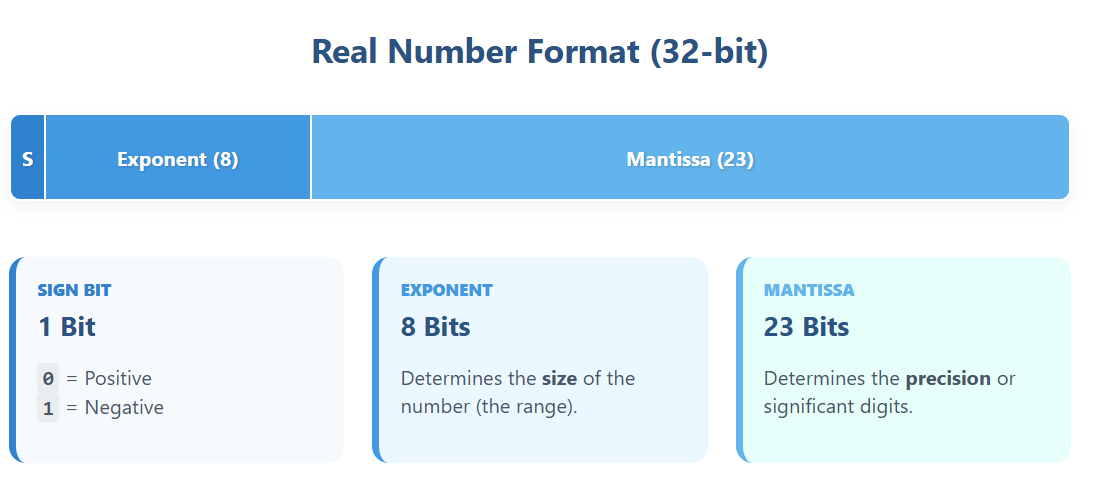 Real Number Format (32-bit)
S
Exponent (8)
Mantissa (23)
SIGN BIT
1 Bit
0 = Positive
1 = Negative
EXPONENT
8 Bits
Determines the size of the
number (the range).
MANTISSA
23 Bits
Determines the precision or
significant digits.